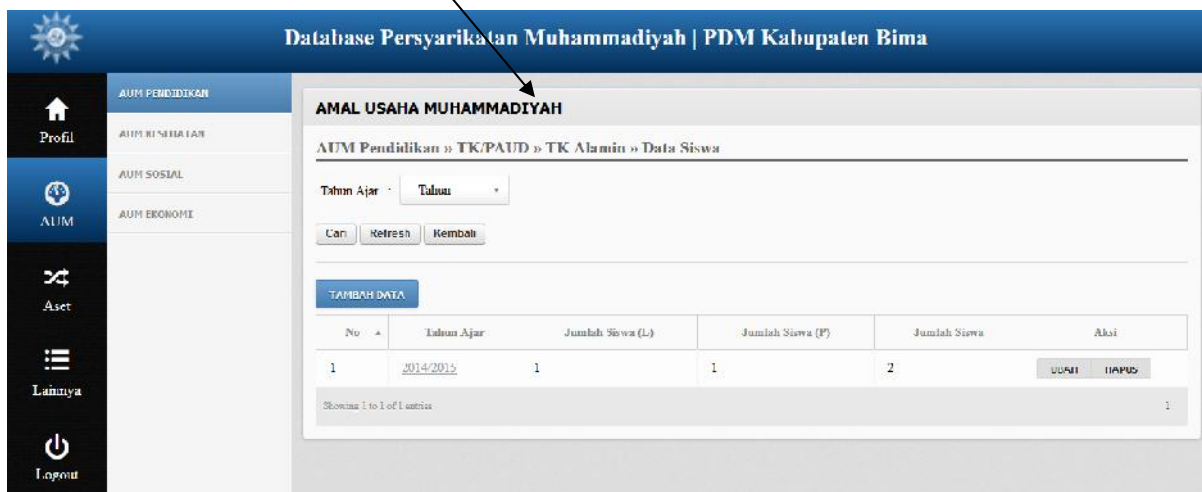 Database Persyarikatan Muhammadiyah | PDM Kabupaten Bima
Profil
AUM
Aset
Lainnya
Logout
AUM PENDIDIKAN
AUM KESEHATAN
AUM SOSIAL
AUM EKONOMI
AMAL USAHA MUHAMMADIYAH
AUM Pendidikan » TK/PAUD » TK Alamin » Data Siswa
Tahun Ajar : Tahun
Cari Refresh Kembali
TAMBAH DATA
No Tahun Ajar Jumlah Siswa (L) Jumlah Siswa (P) Jumlah Siswa Aksi
1 2014/2015 1 1 2 UBAH HAPUS
Showing 1 to 1 of 1 entries 1